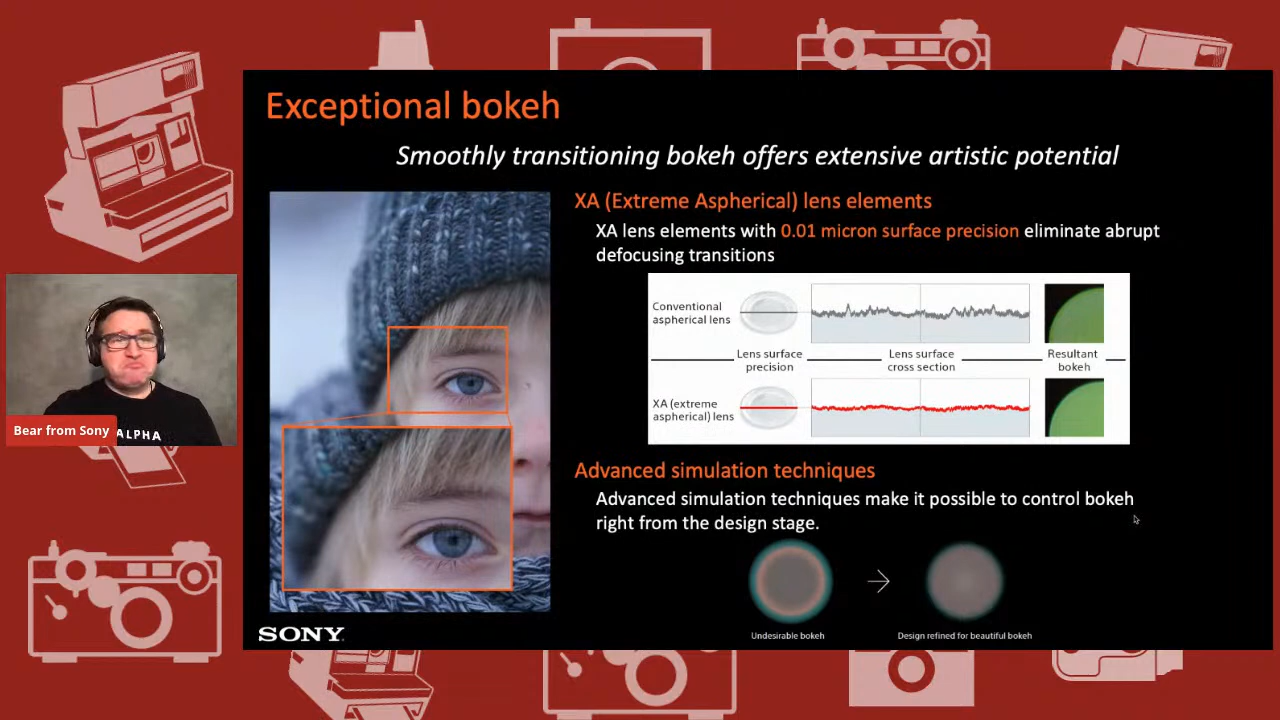 Exceptional bokeh
Smoothly transitioning bokeh offers extensive artistic potential
XA (Extreme Aspherical) lens elements
XA lens elements with 0.01 micron surface precision eliminate abrupt
defocusing transitions
Conventional
aspherical lens
Lens surface
precision
Lens surface
cross section
Resultant
bokeh
XA (extreme
aspherical) lens
Bear from Sony
ALPHA
Advanced simulation techniques
Advanced simulation techniques make it possible to control bokeh
right from the design stage.
Undesirable bokeh
Design refined for beautiful bokeh
SONY